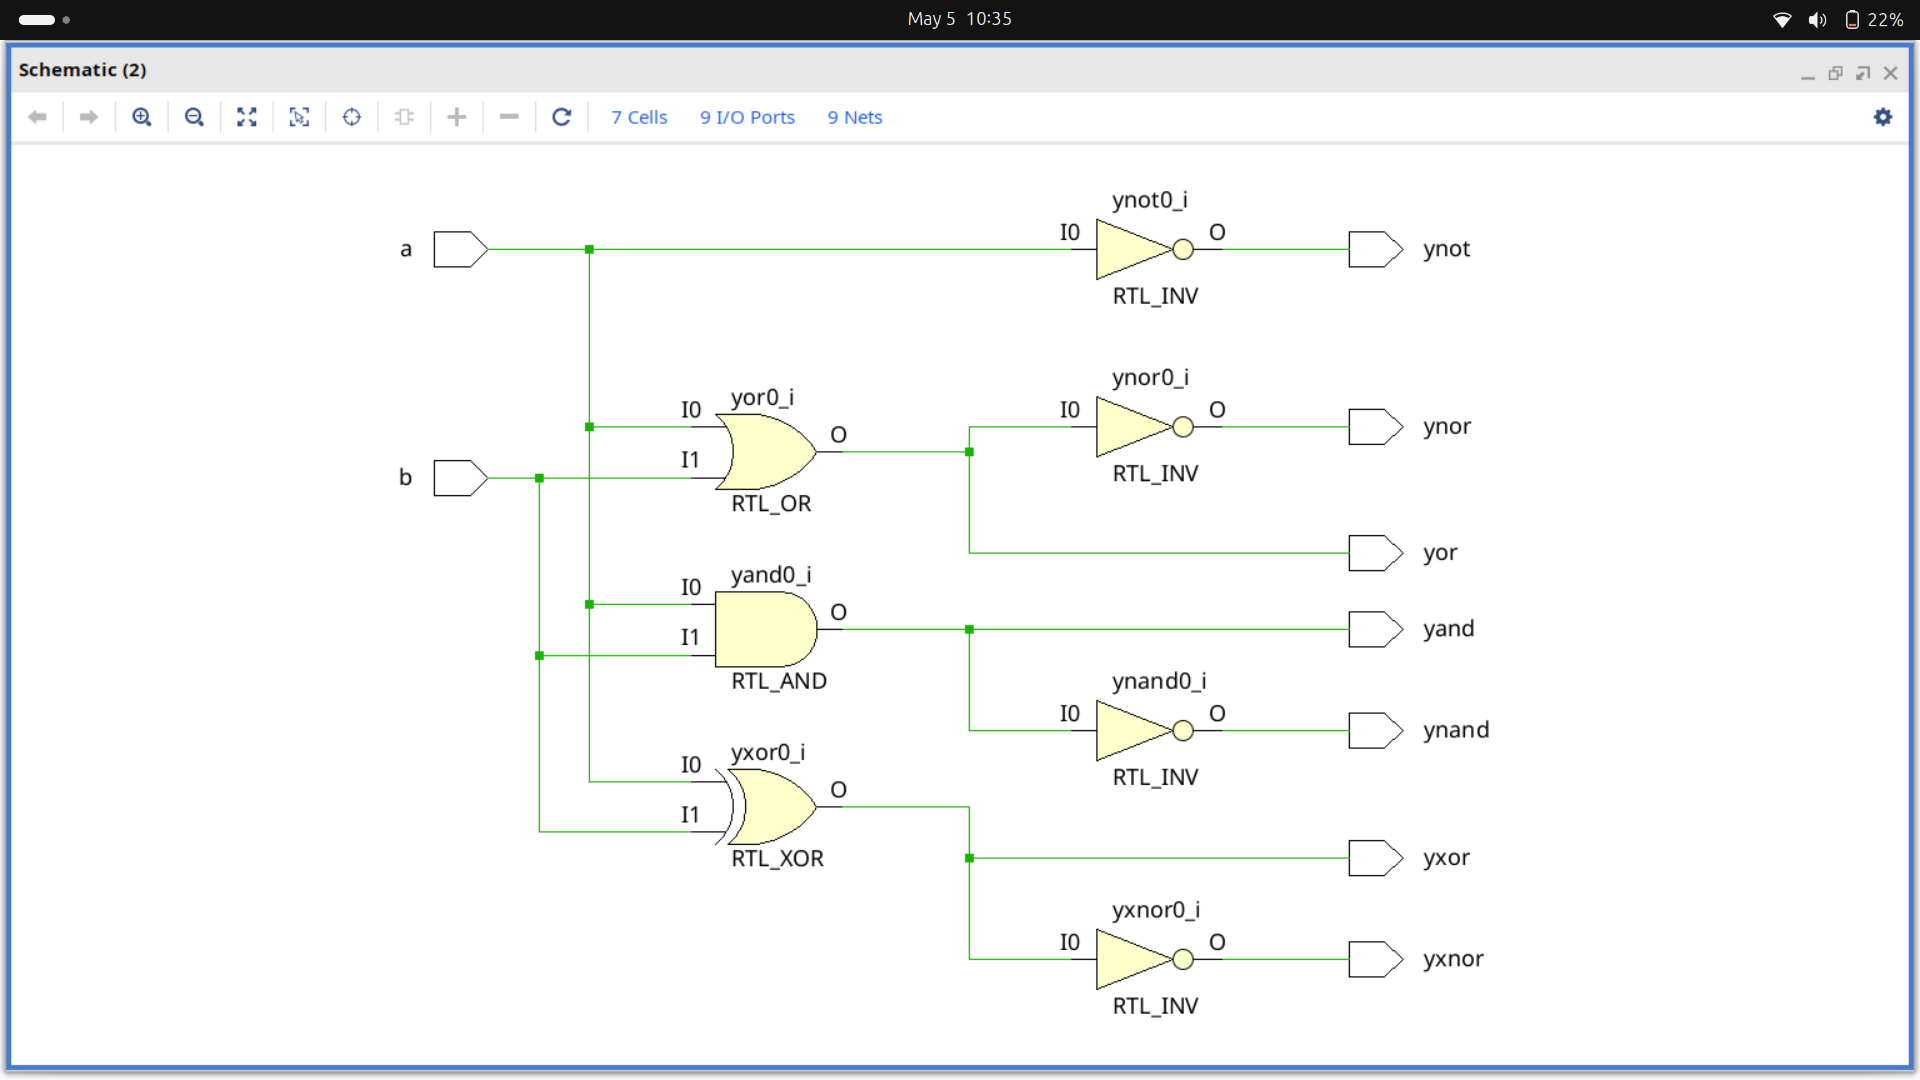 May 5 10:35
22%
Schematic (2)
7 Cells
9 I/O Ports
9 Nets
ynot0_i
a
I0
O
ynot
RTL_INV
yor0_i
I0
I1
O
RTL_OR
ynor0_i
I0
O
ynor
RTL_INV
b
yor
yand0_i
I0
I1
O
RTL_AND
yand
ynand0_i
I0
O
ynand
RTL_INV
yxor0_i
I0
I1
O
RTL_XOR
yxor
yxnor0_i
I0
O
yxnor
RTL_INV